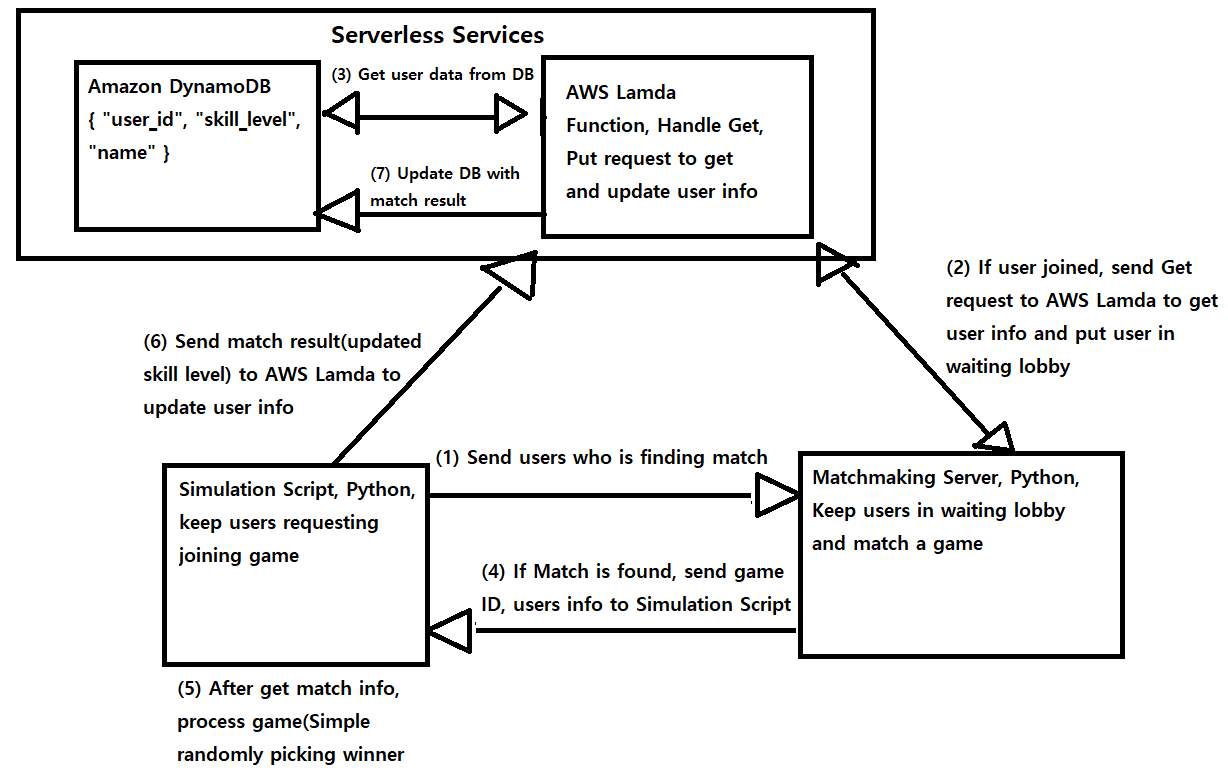 Serverless Services
Amazon DynamoDB
{ "user_id", "skill_level",
"name" }
(3) Get user data from DB
(7) Update DB with
match result
AWS Lamda
Function, Handle Get,
Put request to get
and update user info
(2) If user joined, send Get
request to AWS Lamda to get
user info and put user in
waiting lobby
(6) Send match result(updated
skill level) to AWS Lamda to
update user info
(1) Send users who is finding match
Simulation Script, Python,
keep users requesting
joining game
Matchmaking Server, Python,
Keep users in waiting lobby
and match a game
(4) If Match is found, send game
ID, users info to Simulation Script
(5) After get match info,
process game(Simple
randomly picking winner